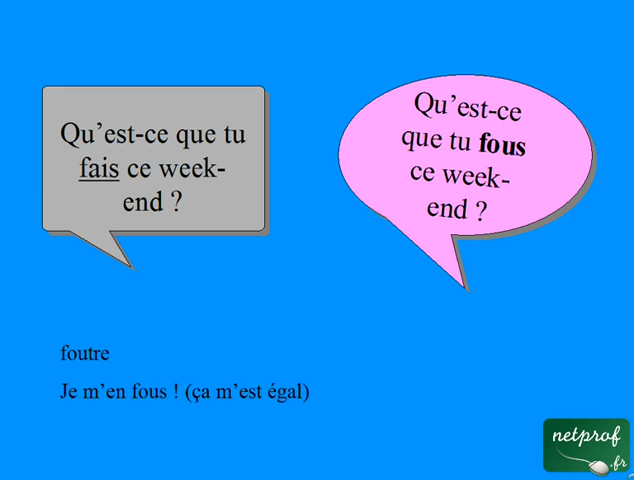 Qu’est-ce que tu
fais ce week-
end ?
Qu’est-ce
que tu fous
ce week-
end ?
foutre
Je m’en fous ! (ça m’est égal)
netprof
.fr